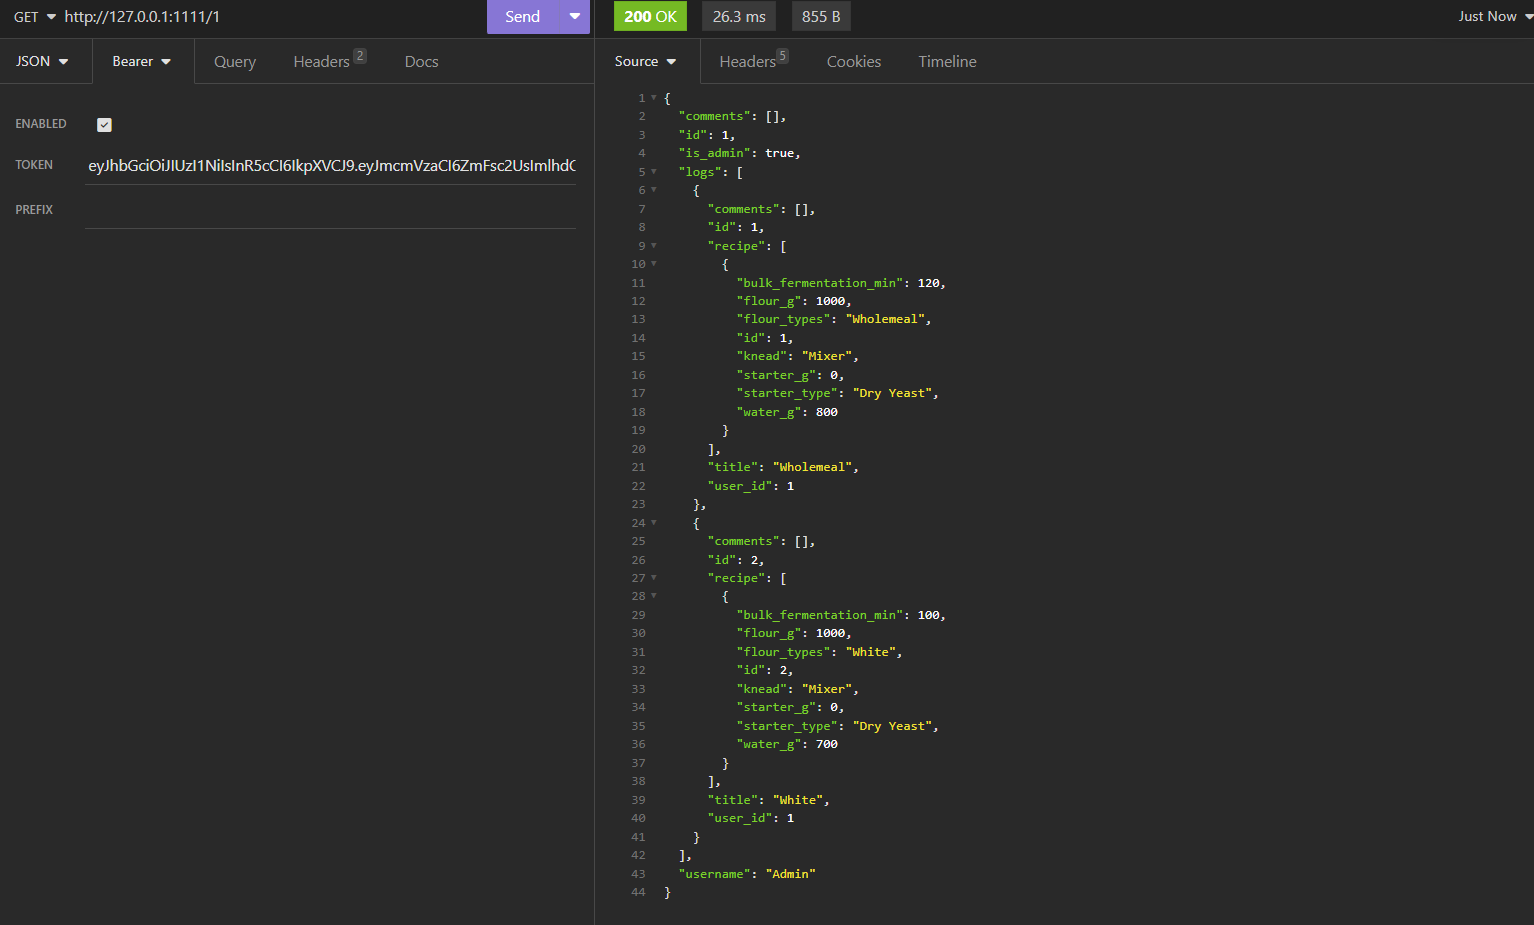 GET http://127.0.0.1:1111/1 Send 200 OK 26.3 ms 855 B Just Now
JSON Bearer Query Headers 2 Docs
Source Headers 5 Cookies Timeline
ENABLED
TOKEN eyJhbGciOiJIUzI1NiIsInR5cCI6IkpXVCJ9.eyJmcmVzaCI6ZmFsc2UsImlhdC
PREFIX
1 {
2 "comments": [],
3 "id": 1,
4 "is_admin": true,
5 "logs": [
6 {
7 "comments": [],
8 "id": 1,
9 "recipe": [
10 {
11 "bulk_fermentation_min": 120,
12 "flour_g": 1000,
13 "flour_types": "Wholemeal",
14 "id": 1,
15 "knead": "Mixer",
16 "starter_g": 0,
17 "starter_type": "Dry Yeast",
18 "water_g": 800
19 }
20 ],
21 "title": "Wholemeal",
22 "user_id": 1
23 },
24 {
25 "comments": [],
26 "id": 2,
27 "recipe": [
28 {
29 "bulk_fermentation_min": 100,
30 "flour_g": 1000,
31 "flour_types": "White",
32 "id": 2,
33 "knead": "Mixer",
34 "starter_g": 0,
35 "starter_type": "Dry Yeast",
36 "water_g": 700
37 }
38 ],
39 "title": "White",
40 "user_id": 1
41 }
42 ],
43 "username": "Admin"
44 }